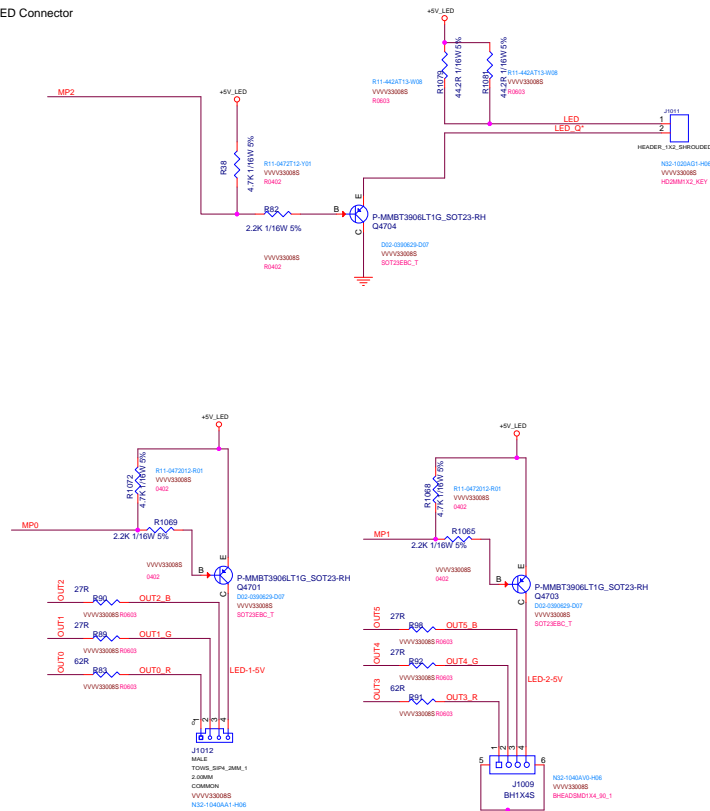 ED Connector
+5V_LED
R1079
44.2R 1/16W 5%
R1081
44.2R 1/16W 5%
R11-442AT13-W08
VVVV33008S
R0603
R11-442AT13-W08
VVVV33008S
R0603
MP2
+5V_LED
LED
LED_Q*
1
2
J1011
HEADER_1X2_SHROUDED
N32-1020AG1-H06
VVVV33008S
HD2MM1X2_KEY
R38
4.7K 1/16W 5%
R11-0472T12-Y01
VVVV33008S
R0402
R82
2.2K 1/16W 5%
VVVV33008S
R0402
B
E
C
P-MMBT3906LT1G_SOT23-RH
Q4704
D02-0390629-D07
VVVV33008S
SOT23EBC_T
+5V_LED
R1072
4.7K 1/16W 5%
R11-0472012-R01
VVVV33008S
0402
MP0
R1069
2.2K 1/16W 5%
VVVV33008S
0402
B
E
C
P-MMBT3906LT1G_SOT23-RH
Q4701
D02-0390629-D07
VVVV33008S
SOT23EBC_T
OUT2
27R
R90
OUT2_B
VVVV33008S R0603
OUT1
27R
R89
OUT1_G
VVVV33008S R0603
OUT0
62R
R83
OUT0_R
VVVV33008S R0603
LED-1-5V
1
2
3
4
J1012
MALE
TOWS_SIP4_2MM_1
2.00MM
COMMON
VVVV33008S
N32-1040AA1-H06
+5V_LED
R1068
4.7K 1/16W 5%
R11-0472012-R01
VVVV33008S
0402
MP1
R1065
2.2K 1/16W 5%
VVVV33008S
0402
B
E
C
P-MMBT3906LT1G_SOT23-RH
Q4703
D02-0390629-D07
VVVV33008S
SOT23EBC_T
OUT5
27R
R98
OUT5_B
VVVV33008S R0603
OUT4
27R
R92
OUT4_G
VVVV33008S R0603
OUT3
62R
R91
OUT3_R
VVVV33008S R0603
LED-2-5V
1
2
3
4
5
6
J1009
BH1X4S
N32-1040AV0-H06
VVVV33008S
BHEADSMD1X4_90_1